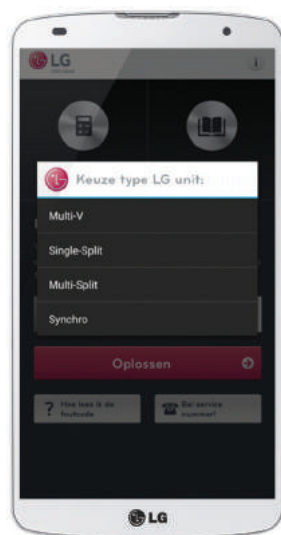 LG
i
Keuze type LG unit:
Multi-V
Single-Split
Multi-Split
Synchro
Oplossen
? Hoe lees ik de
foutcode
Bel service
nummer!
LG